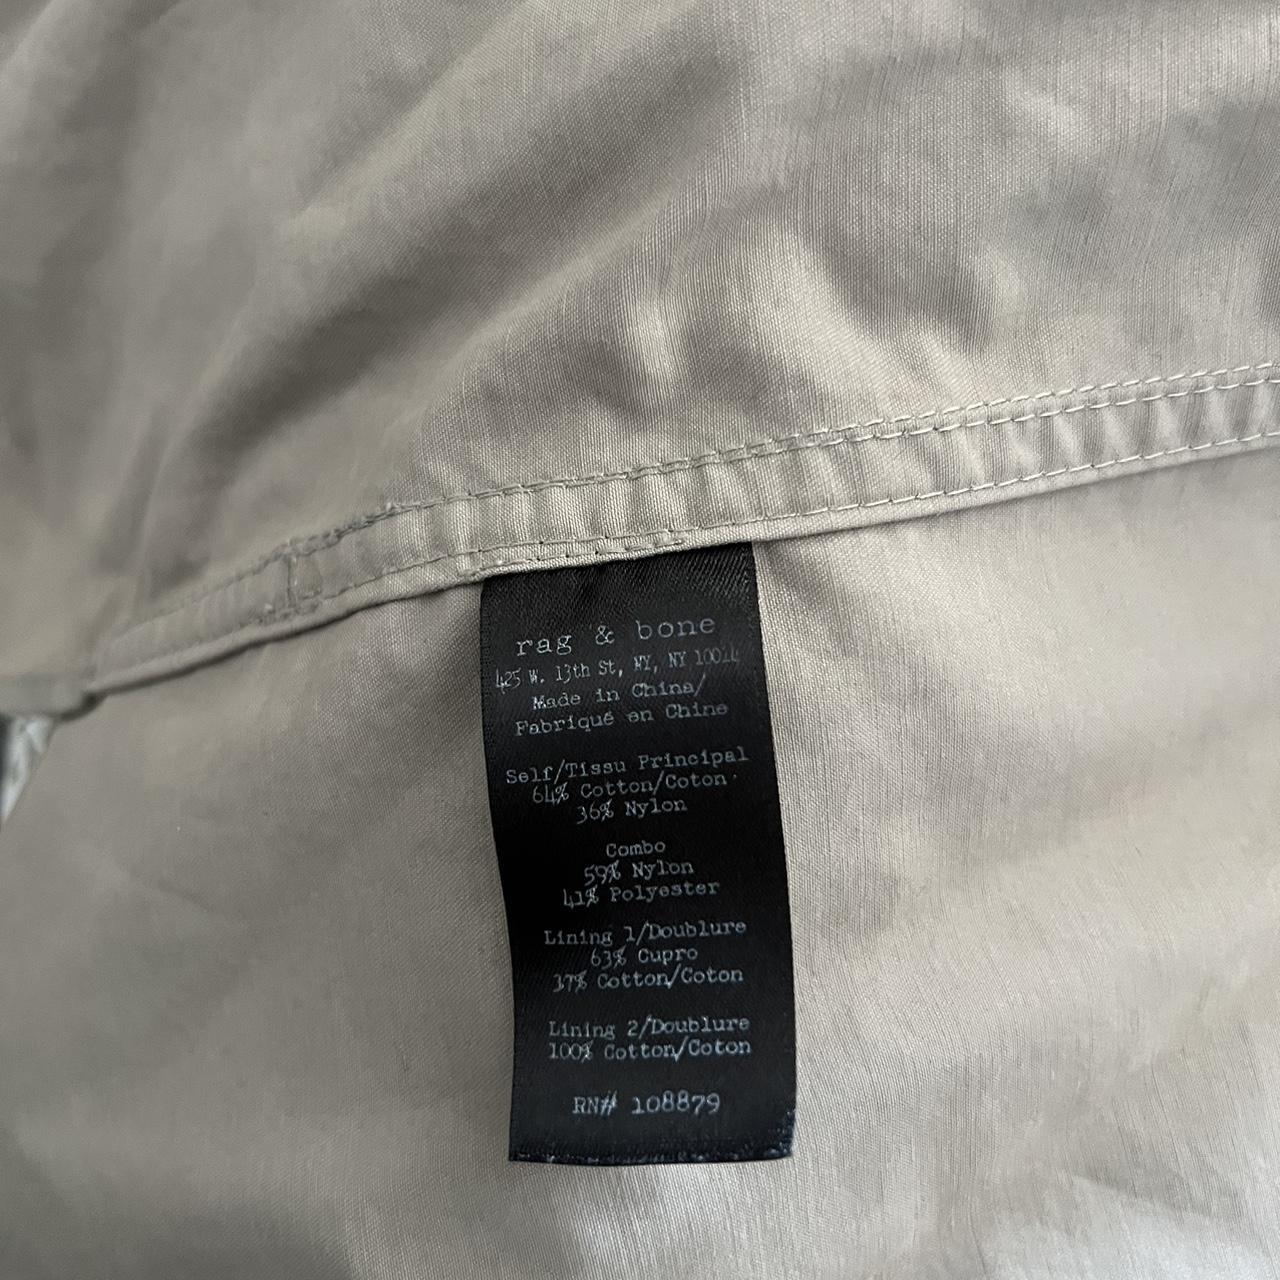 rag & bone
425 W. 13th St, NY, NY 10014
Made in China/
Fabriqué en Chine
Self/Tissu Principal
64% Cotton/Coton
36% Nylon
Combo
59% Nylon
41% Polyester
Lining 1/Doublure
63% Cupro
37% Cotton/Coton
Lining 2/Doublure
100% Cotton/Coton
RN# 108879